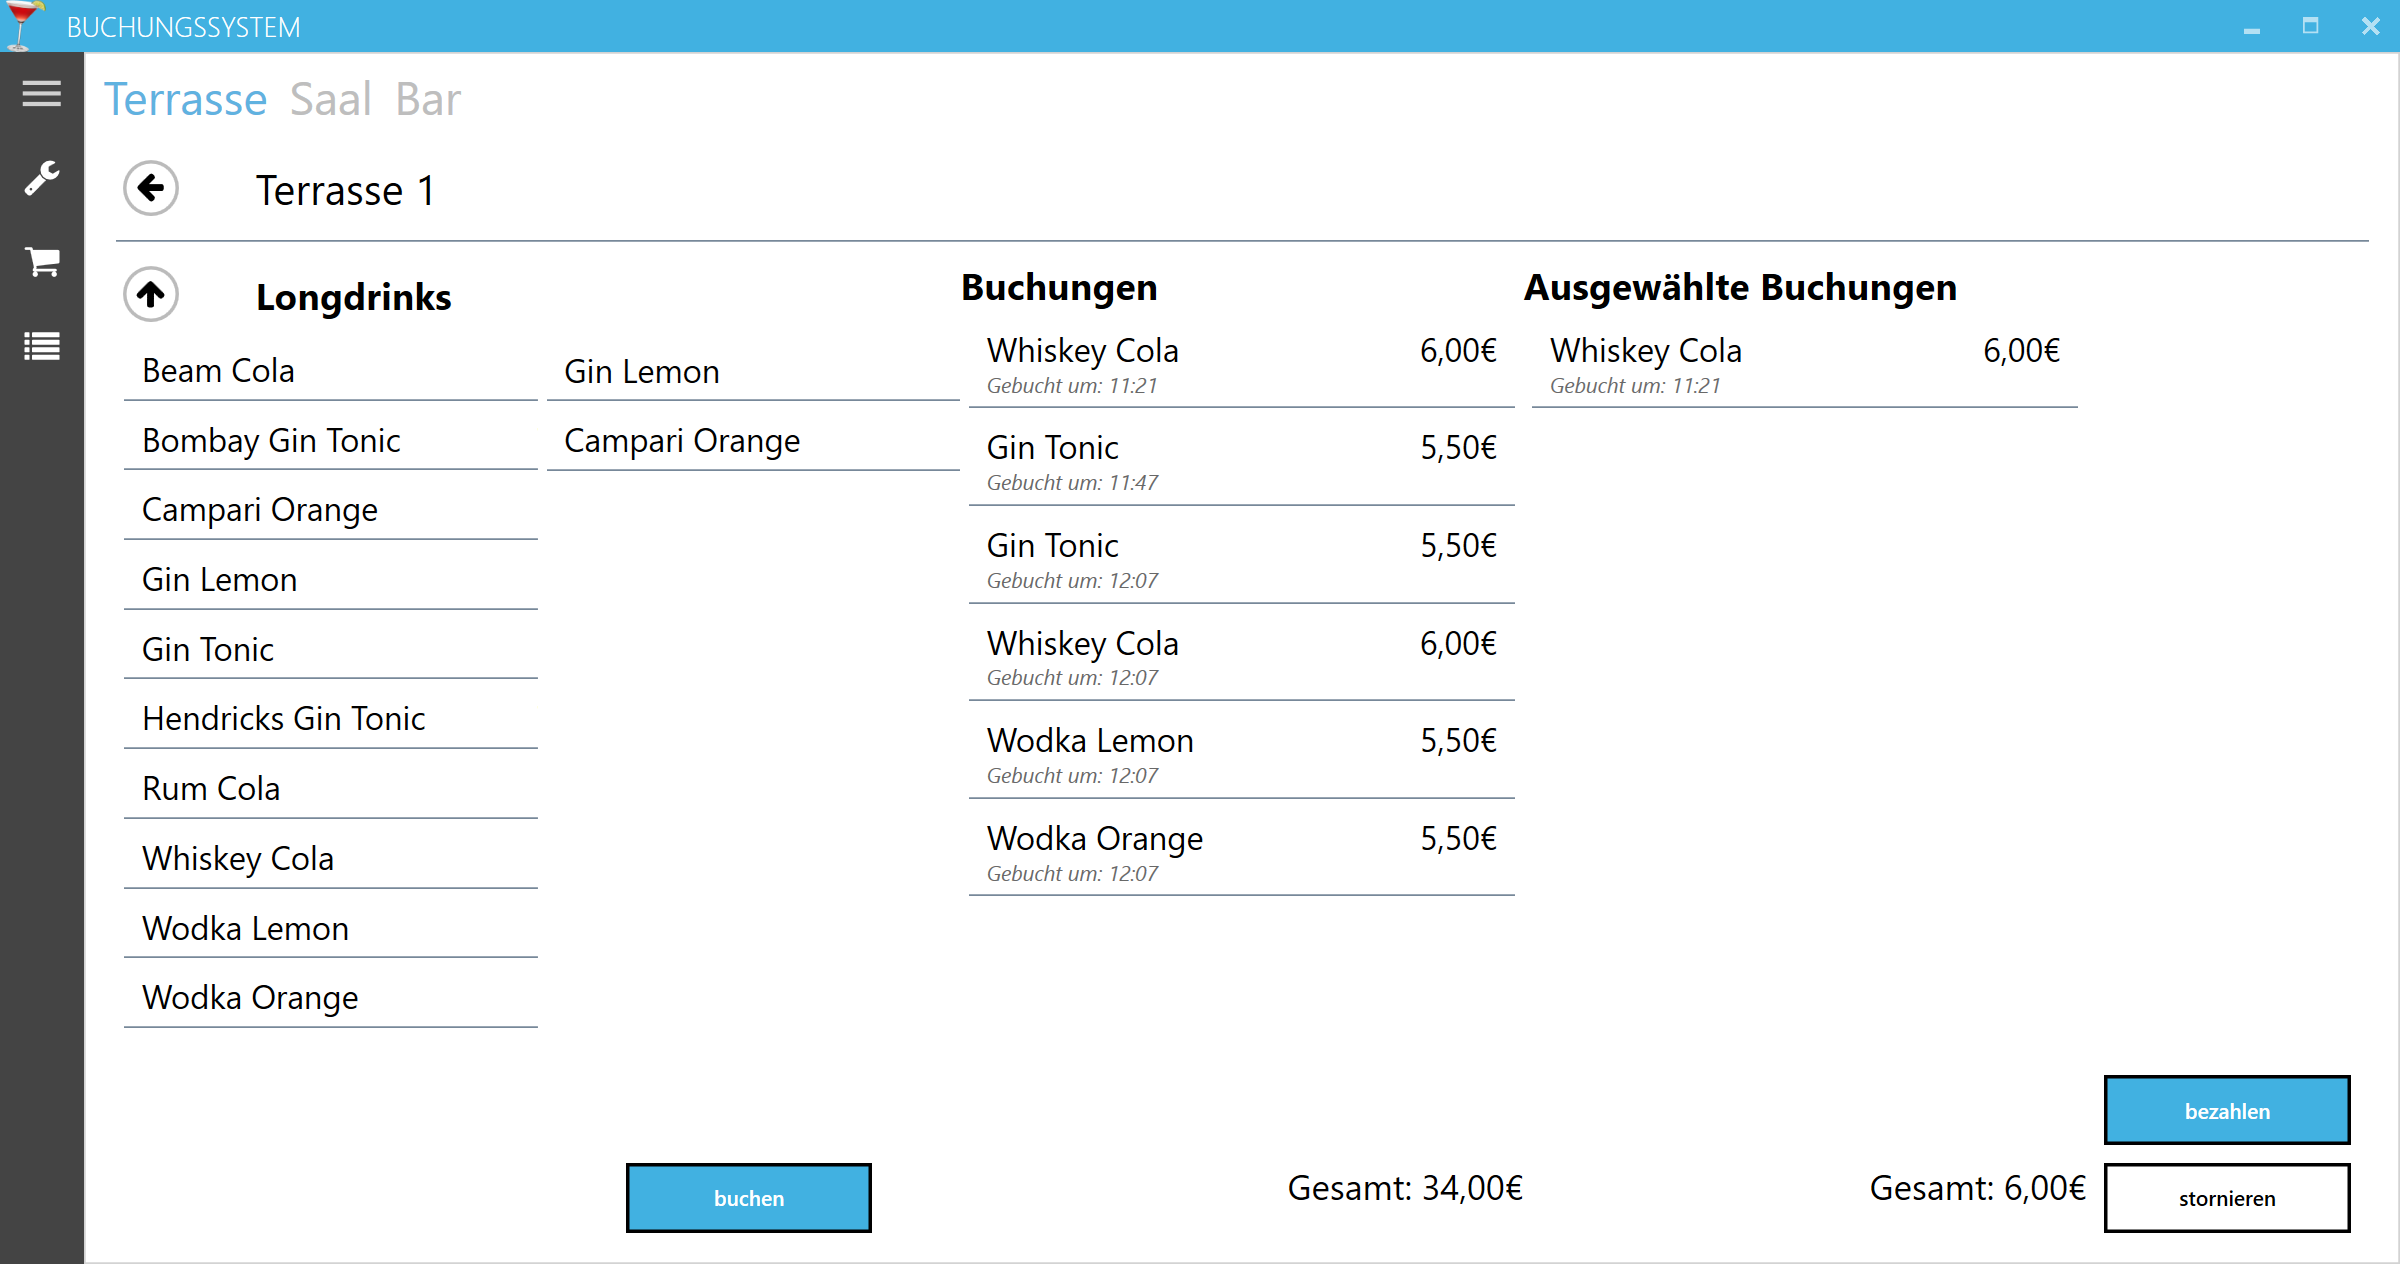 BUCHUNGSSYSTEM
Terrasse Saal Bar
Terrasse 1
Longdrinks
Beam Cola
Bombay Gin Tonic
Campari Orange
Gin Lemon
Gin Tonic
Hendricks Gin Tonic
Rum Cola
Whiskey Cola
Wodka Lemon
Wodka Orange
Gin Lemon
Campari Orange
buchen
Buchungen
Whiskey Cola 6,00€
Gebucht um: 11:21
Gin Tonic 5,50€
Gebucht um: 11:47
Gin Tonic 5,50€
Gebucht um: 12:07
Whiskey Cola 6,00€
Gebucht um: 12:07
Wodka Lemon 5,50€
Gebucht um: 12:07
Wodka Orange 5,50€
Gebucht um: 12:07
Gesamt: 34,00€
Ausgewählte Buchungen
Whiskey Cola 6,00€
Gebucht um: 11:21
bezahlen
Gesamt: 6,00€
stornieren